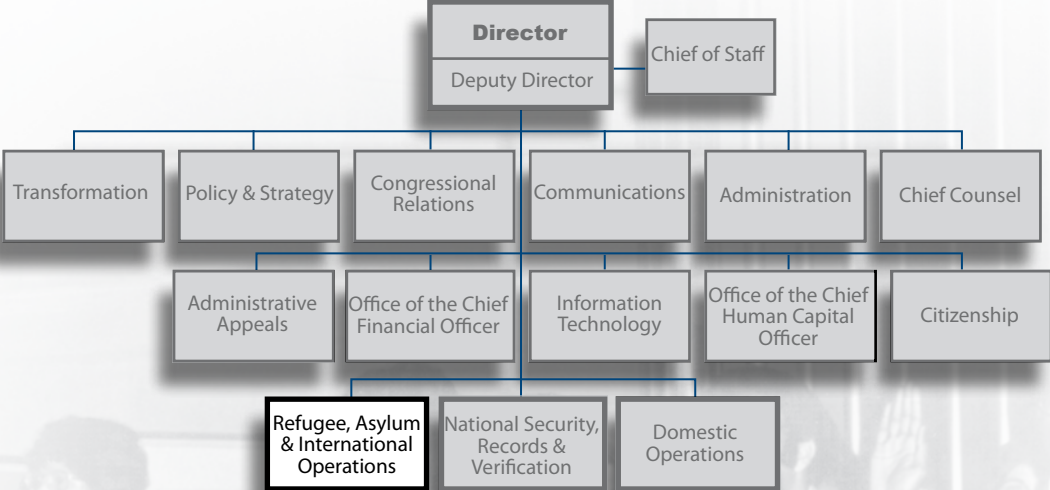 Director
Deputy Director
Chief of Staff
Transformation
Policy & Strategy
Congressional
Relations
Communications
Administration
Chief Counsel
Administrative
Appeals
Office of the Chief
Financial Officer
Information
Technology
Office of the Chief
Human Capital
Officer
Citizenship
Refugee, Asylum
& International
Operations
National Security,
Records &
Verification
Domestic
Operations